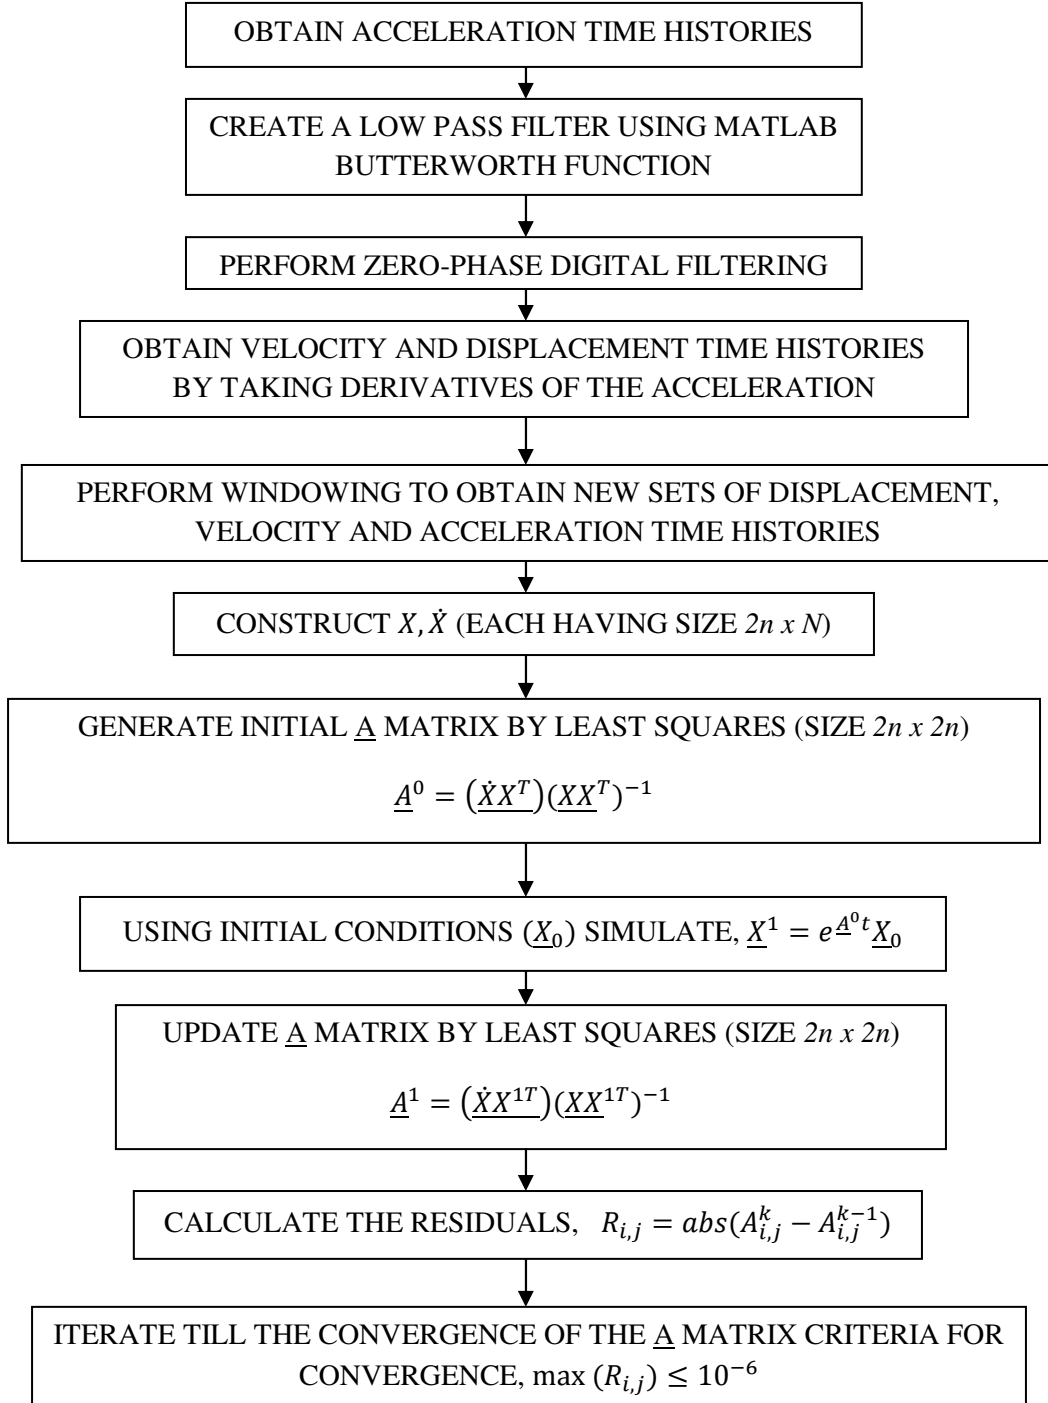 OBTAIN ACCELERATION TIME HISTORIES
CREATE A LOW PASS FILTER USING MATLAB
BUTTERWORTH FUNCTION
PERFORM ZERO-PHASE DIGITAL FILTERING
OBTAIN VELOCITY AND DISPLACEMENT TIME HISTORIES
BY TAKING DERIVATIVES OF THE ACCELERATION
PERFORM WINDOWING TO OBTAIN NEW SETS OF DISPLACEMENT,
VELOCITY AND ACCELERATION TIME HISTORIES
CONSTRUCT X, Ẋ (EACH HAVING SIZE 2n x N)
GENERATE INITIAL A MATRIX BY LEAST SQUARES (SIZE 2n x 2n)
A⁰ = (ẊXᵀ)(XXᵀ)⁻¹
USING INITIAL CONDITIONS (X₀) SIMULATE, X¹ = e^{A⁰t}X₀
UPDATE A MATRIX BY LEAST SQUARES (SIZE 2n x 2n)
A¹ = (ẊX¹ᵀ)(XX¹ᵀ)⁻¹
CALCULATE THE RESIDUALS, R_{i,j} = abs(A_{i,j}^{k} − A_{i,j}^{k−1})
ITERATE TILL THE CONVERGENCE OF THE A MATRIX CRITERIA FOR
CONVERGENCE, max (R_{i,j}) ≤ 10⁻⁶